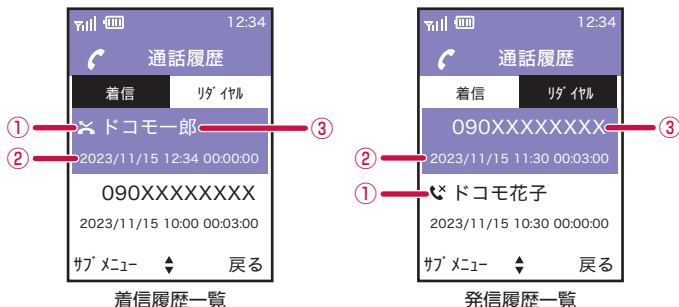 12:34
通話履歴
着信 ﾘﾀﾞｲﾔﾙ
① ドコモ一郎 ③
② 2023/11/15 12:34 00:00:00
090XXXXXXXX
2023/11/15 10:00 00:03:00
ｻﾌﾞﾒﾆｭｰ 戻る
着信履歴一覧
12:34
通話履歴
着信 ﾘﾀﾞｲﾔﾙ
090XXXXXXXX ③
② 2023/11/15 11:30 00:03:00
① ドコモ花子
2023/11/15 10:30 00:00:00
ｻﾌﾞﾒﾆｭｰ 戻る
発信履歴一覧